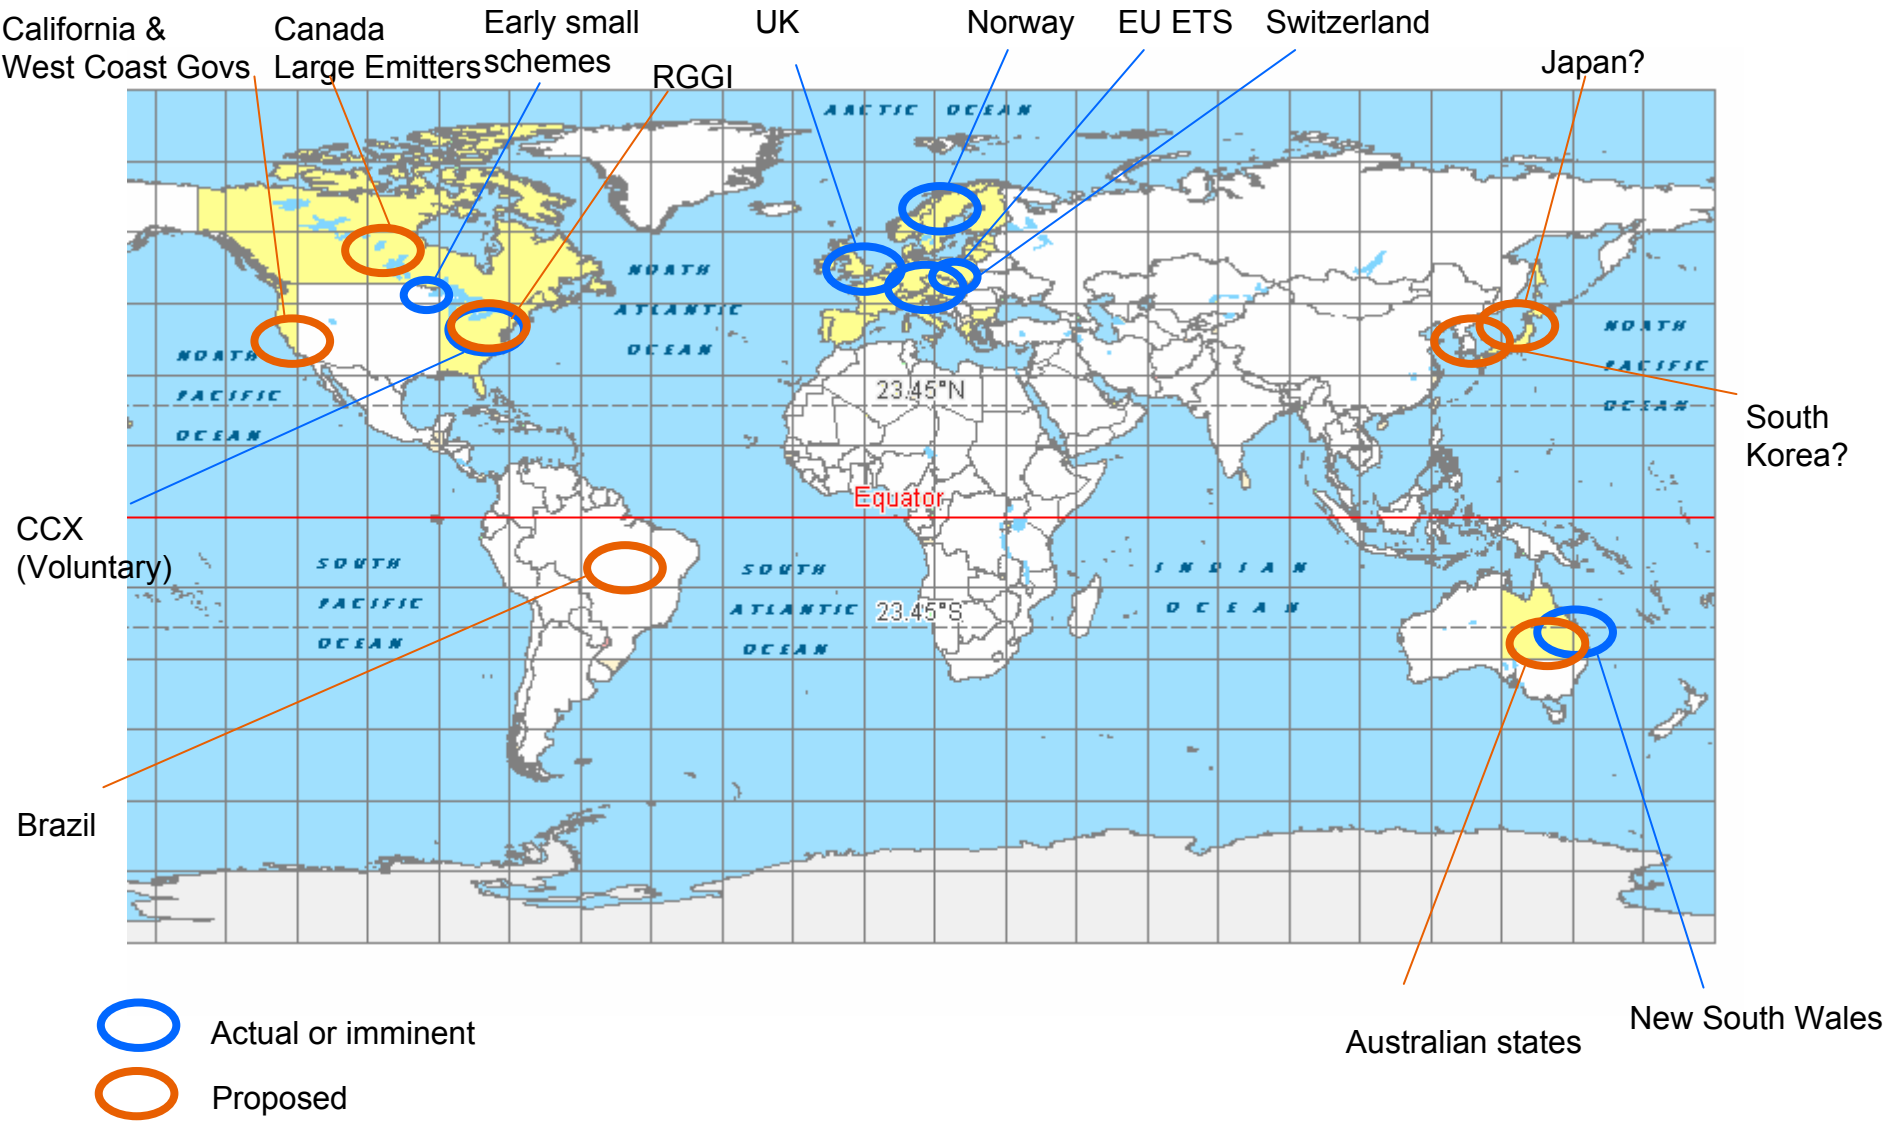 California &
West Coast Govs
Canada
Large Emitters
Early small
schemes
RGGI
UK
Norway
EU ETS
Switzerland
Japan?
ARCTIC OCEAN
NORTH
ATLANTIC
OCEAN
NORTH
PACIFIC
OCEAN
NORTH
PACIFIC
OCEAN
23.45°N
South
Korea?
Equator
CCX
(Voluntary)
SOUTH
PACIFIC
OCEAN
SOUTH
ATLANTIC
OCEAN
INDIAN
OCEAN
23.45°S
Brazil
New South Wales
Australian states
Actual or imminent
Proposed